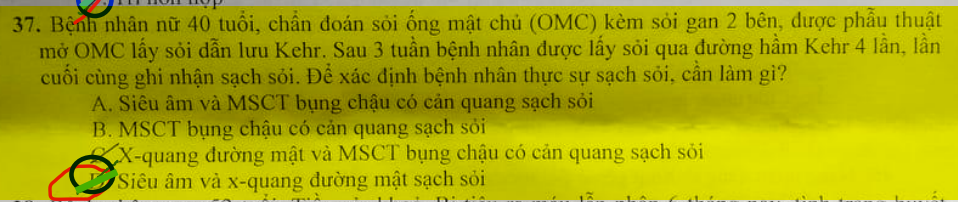 37. Bệnh nhân nữ 40 tuổi, chẩn đoán sỏi ống mật chủ (OMC) kèm sỏi gan 2 bên, được phẫu thuật
mở OMC lấy sỏi dẫn lưu Kehr. Sau 3 tuần bệnh nhân được lấy sỏi qua đường hầm Kehr 4 lần, lần
cuối cùng ghi nhận sạch sỏi. Để xác định bệnh nhân thực sự sạch sỏi, cần làm gì?
A. Siêu âm và MSCT bụng chậu có cản quang sạch sỏi
B. MSCT bụng chậu có cản quang sạch sỏi
C. X-quang đường mật và MSCT bụng chậu có cản quang sạch sỏi
Siêu âm và x-quang đường mật sạch sỏi